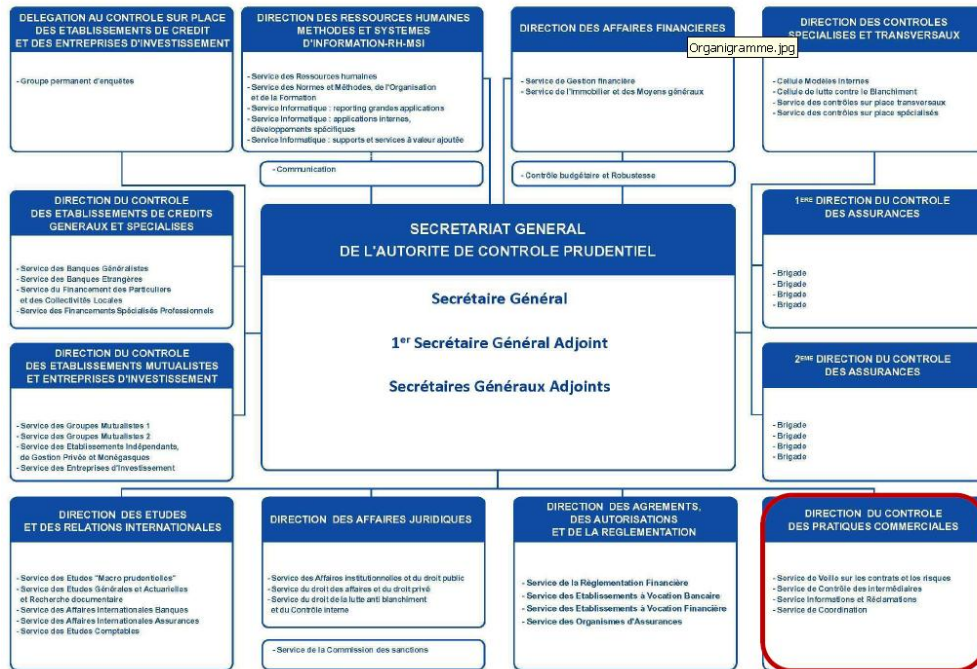 DELEGATION AU CONTROLE SUR PLACE
DES ETABLISSEMENTS DE CREDIT
ET DES ENTREPRISES D'INVESTISSEMENT
- Groupe permanent d'enquêtes
DIRECTION DES RESSOURCES HUMAINES
METHODES ET SYSTEMES
D'INFORMATION-RH-MSI
- Service des Ressources humaines
- Service des Normes et Méthodes, de l'Organisation
et de la Formation
- Service Informatique : reporting grandes applications
- Service Informatique : applications internes,
développements spécifiques
- Service Informatique : supports et services à valeur ajoutée
- Communication
DIRECTION DES AFFAIRES FINANCIERES
- Service de Gestion financière
- Service de l'Immobilier et des Moyens généraux
- Contrôle budgétaire et Robustesse
Organigramme.jpg
DIRECTION DES CONTROLES
SPECIALISES ET TRANSVERSAUX
- Cellule Modèles Internes
- Cellule de lutte contre le Blanchiment
- Service des contrôles sur place transversaux
- Service des contrôles sur place spécialisés
DIRECTION DU CONTROLE
DES ETABLISSEMENTS DE CREDITS
GENERAUX ET SPECIALISES
- Service des Banques Généralistes
- Service des Banques Etrangères
- Service du Financement des Particuliers
et des Collectivités Locales
- Service des Financements Spécialisés Professionnels
SECRETARIAT GENERAL
DE L'AUTORITE DE CONTROLE PRUDENTIEL
Secrétaire Général
1er Secrétaire Général Adjoint
Secrétaires Généraux Adjoints
1ERE DIRECTION DU CONTROLE
DES ASSURANCES
- Brigade
- Brigade
- Brigade
- Brigade
DIRECTION DU CONTROLE
DES ETABLISSEMENTS MUTUALISTES
ET ENTREPRISES D'INVESTISSEMENT
- Service des Groupes Mutualistes 1
- Service des Groupes Mutualistes 2
- Service des Etablissements Indépendants,
de Gestion Privée et Monégasques
- Service des Entreprises d'Investissement
2EME DIRECTION DU CONTROLE
DES ASSURANCES
- Brigade
- Brigade
- Brigade
- Brigade
DIRECTION DES ETUDES
ET DES RELATIONS INTERNATIONALES
- Service des Etudes "Macro prudentielles"
- Service des Etudes Générales et Actuarielles
et Recherche documentaire
- Service des Affaires Internationales Banques
- Service des Affaires Internationales Assurances
- Service des Etudes Comptables
DIRECTION DES AFFAIRES JURIDIQUES
- Service des Affaires institutionnelles et du droit public
- Service du droit des affaires et du droit privé
- Service du droit de la lutte anti blanchiment
et du Contrôle interne
- Service de la Commission des sanctions
DIRECTION DES AGREMENTS,
DES AUTORISATIONS
ET DE LA REGLEMENTATION
- Service de la Réglementation Financière
- Service des Etablissements à Vocation Bancaire
- Service des Etablissements à Vocation Financière
- Service des Organismes d'Assurances
DIRECTION DU CONTROLE
DES PRATIQUES COMMERCIALES
- Service de Veille sur les contrats et les risques
- Service de Contrôle des intermédiaires
- Service Informations et Réclamations
- Service de Coordination